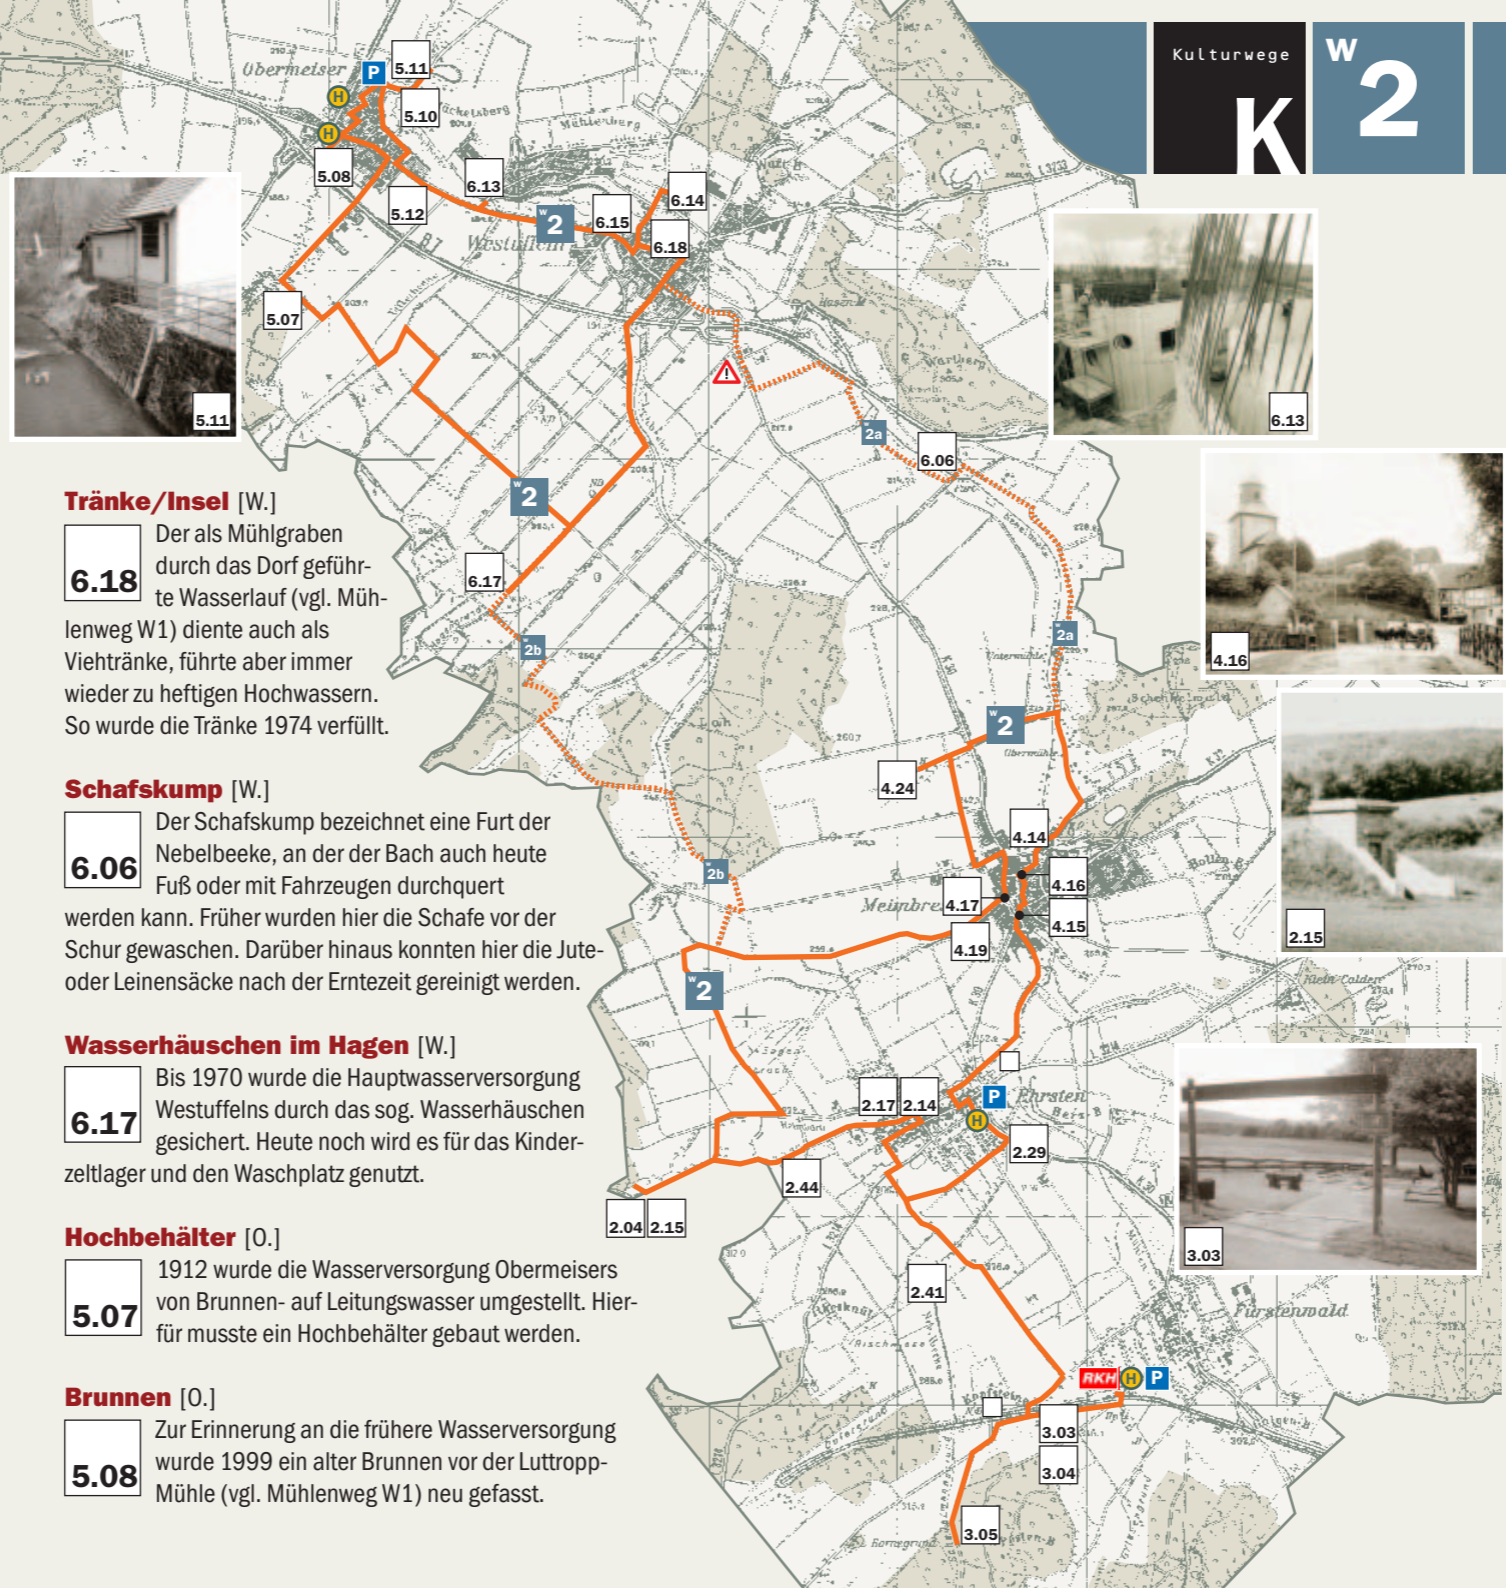 Kulturwege
K
W
2
Obermeiser
P
5.11
H
5.10
H
Mühlenberg
5.08
6.13
5.12
W
2
6.15
6.14
6.18
5.07
5.11
6.13
Wartberg
W
2a
6.06
W
2
6.17
W
2b
W
2a
4.16
Untermühle
W
2
Obermühle
4.24
4.14
4.16
4.17
4.15
4.19
2.15
W
2b
W
2
Klein Calden
P
Ehrsten
H
2.17
2.14
2.29
2.44
2.04
2.15
3.03
2.41
Fürstenwald
RKH
H
P
3.03
3.04
3.05
Tränke/Insel [W.]
6.18
Der als Mühlgraben
durch das Dorf geführ-
te Wasserlauf (vgl. Müh-
lenweg W1) diente auch als
Viehtränke, führte aber immer
wieder zu heftigen Hochwassern.
So wurde die Tränke 1974 verfüllt.
Schafskump [W.]
6.06
Der Schafskump bezeichnet eine Furt der
Nebelbeeke, an der der Bach auch heute
Fuß oder mit Fahrzeugen durchquert
werden kann. Früher wurden hier die Schafe vor der
Schur gewaschen. Darüber hinaus konnten hier die Jute-
oder Leinensäcke nach der Erntezeit gereinigt werden.
Wasserhäuschen im Hagen [W.]
6.17
Bis 1970 wurde die Hauptwasserversorgung
Westuffelns durch das sog. Wasserhäuschen
gesichert. Heute noch wird es für das Kinder-
zeltlager und den Waschplatz genutzt.
Hochbehälter [O.]
5.07
1912 wurde die Wasserversorgung Obermeisers
von Brunnen- auf Leitungswasser umgestellt. Hier-
für musste ein Hochbehälter gebaut werden.
Brunnen [O.]
5.08
Zur Erinnerung an die frühere Wasserversorgung
wurde 1999 ein alter Brunnen vor der Luttropp-
Mühle (vgl. Mühlenweg W1) neu gefasst.